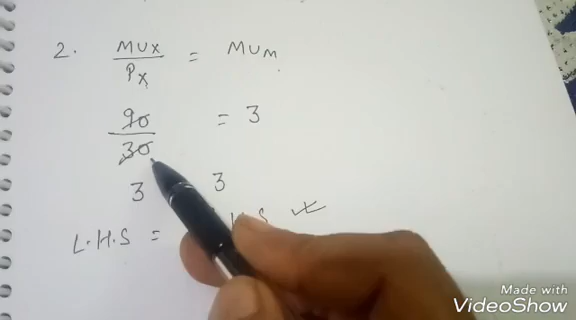 2. MUx / Px = MUM
90 / 30 = 3
3 3
L.H.S = H.S
Made with
VideoShow